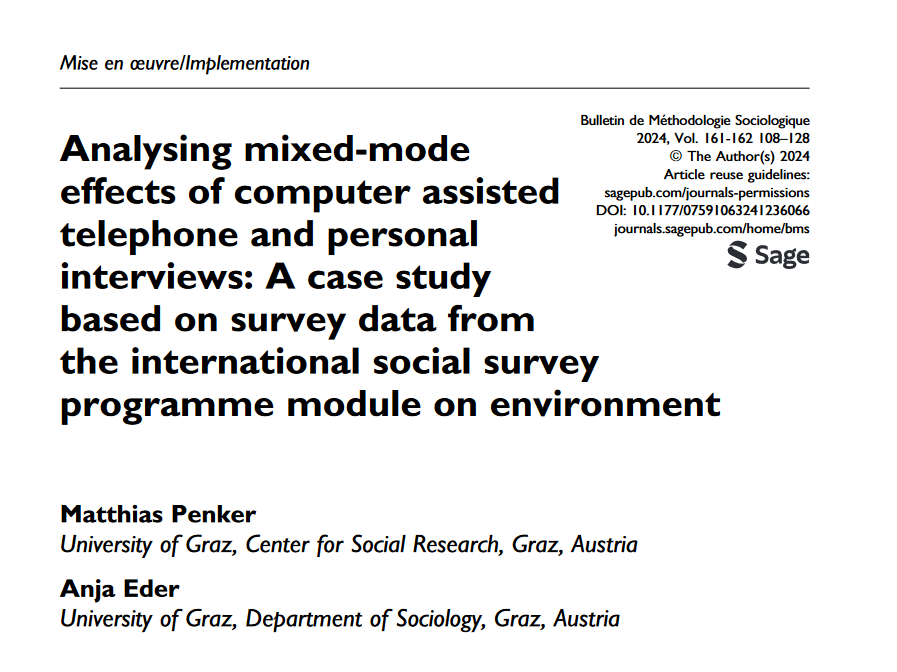 Mise en œuvre/Implementation
Bulletin de Méthodologie Sociologique
2024, Vol. 161-162 108–128
© The Author(s) 2024
Article reuse guidelines:
sagepub.com/journals-permissions
DOI: 10.1177/07591063241236066
journals.sagepub.com/home/bms
Sage
Analysing mixed-mode
effects of computer assisted
telephone and personal
interviews: A case study
based on survey data from
the international social survey
programme module on environment
Matthias Penker
University of Graz, Center for Social Research, Graz, Austria
Anja Eder
University of Graz, Department of Sociology, Graz, Austria